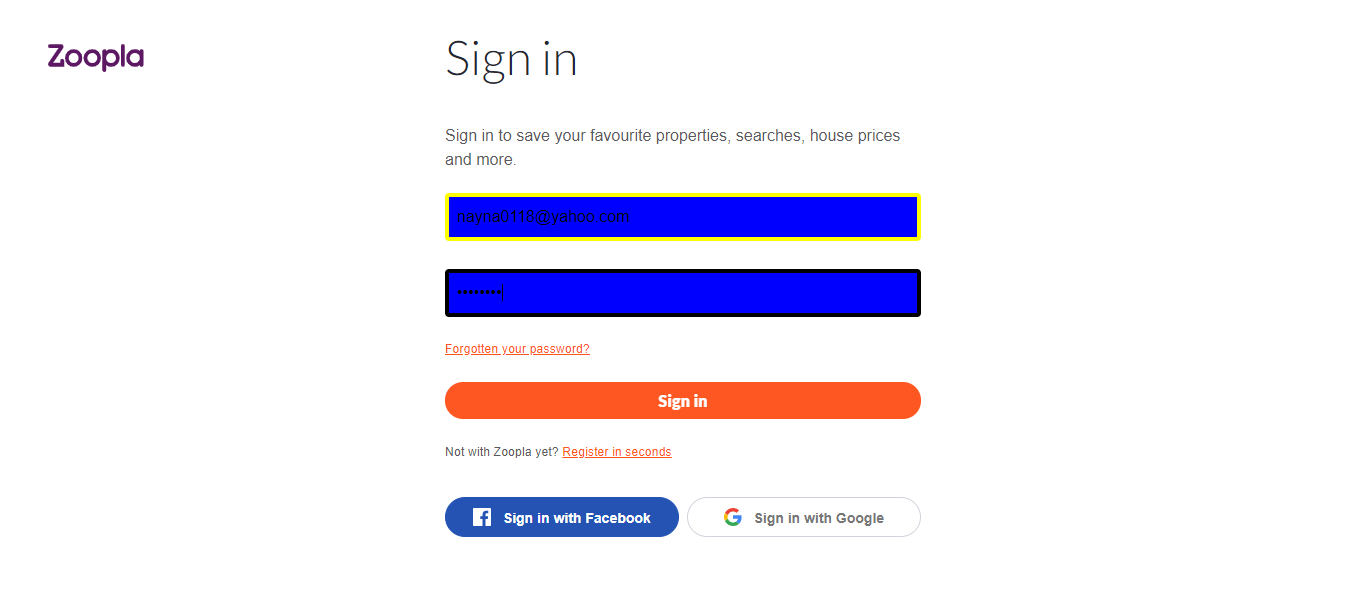 Zoopla
Sign in
Sign in to save your favourite properties, searches, house prices
and more.
nayna0118@yahoo.com
••••••••
Forgotten your password?
Sign in
Not with Zoopla yet? Register in seconds
Sign in with Facebook
Sign in with Google